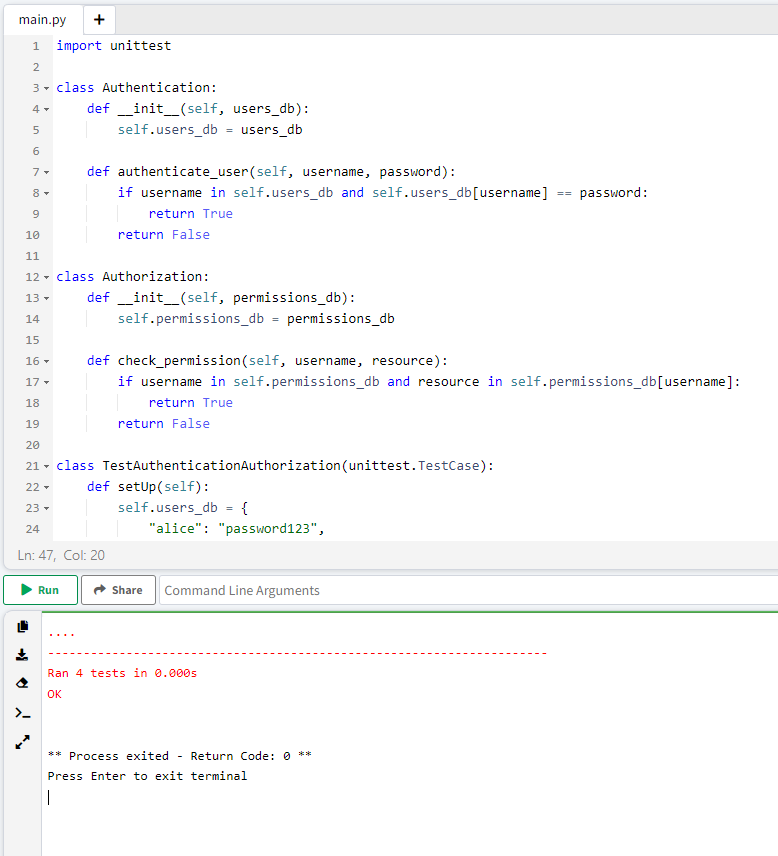 main.py +
1 import unittest
2
3 class Authentication:
4     def __init__(self, users_db):
5         self.users_db = users_db
6
7     def authenticate_user(self, username, password):
8         if username in self.users_db and self.users_db[username] == password:
9             return True
10         return False
11
12 class Authorization:
13     def __init__(self, permissions_db):
14         self.permissions_db = permissions_db
15
16     def check_permission(self, username, resource):
17         if username in self.permissions_db and resource in self.permissions_db[username]:
18             return True
19         return False
20
21 class TestAuthenticationAuthorization(unittest.TestCase):
22     def setUp(self):
23         self.users_db = {
24             "alice": "password123",
Ln: 47, Col: 20
Run Share Command Line Arguments
....
----------------------------------------------------------------------
Ran 4 tests in 0.000s
OK
** Process exited - Return Code: 0 **
Press Enter to exit terminal